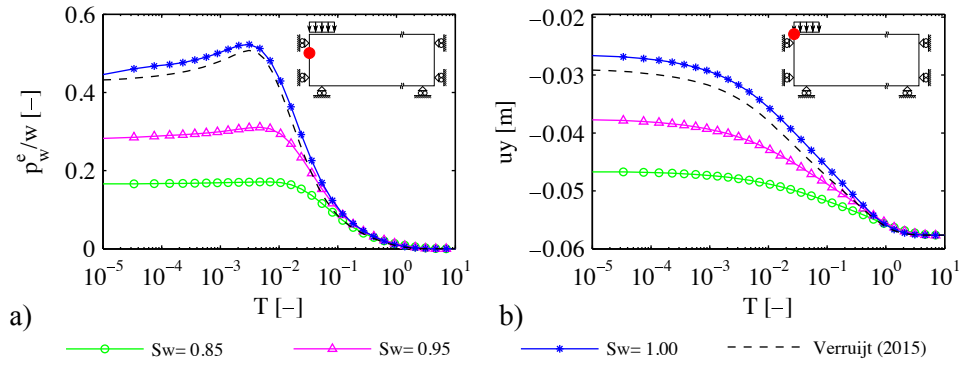 0.6
0.4
0.2
0
p_w^e/w [−]
10^−5 10^−4 10^−3 10^−2 10^−1 10^0 10^1
T [−]
a)
−0.02
−0.03
−0.04
−0.05
−0.06
uy [m]
10^−5 10^−4 10^−3 10^−2 10^−1 10^0 10^1
T [−]
b)
Sw= 0.85 Sw= 0.95 Sw= 1.00 Verruijt (2015)